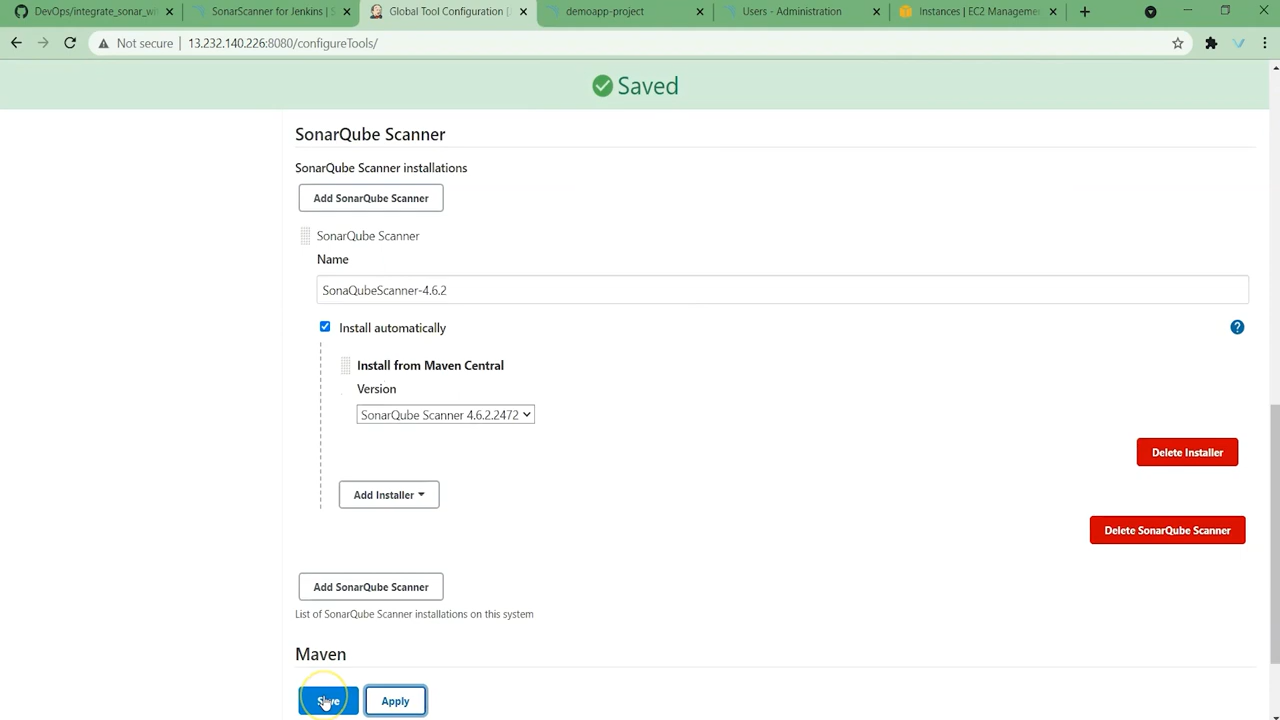 DevOps/integrate_sonar_wi
SonarScanner for Jenkins | S
Global Tool Configuration [
demoapp-project
Users - Administration
Instances | EC2 Manageme
Not secure
13.232.140.226:8080/configureTools/
Saved
SonarQube Scanner
SonarQube Scanner installations
Add SonarQube Scanner
SonarQube Scanner
Name
SonaQubeScanner-4.6.2
Install automatically
?
Install from Maven Central
Version
SonarQube Scanner 4.6.2.2472
Delete Installer
Add Installer
Delete SonarQube Scanner
Add SonarQube Scanner
List of SonarQube Scanner installations on this system
Maven
Save
Apply